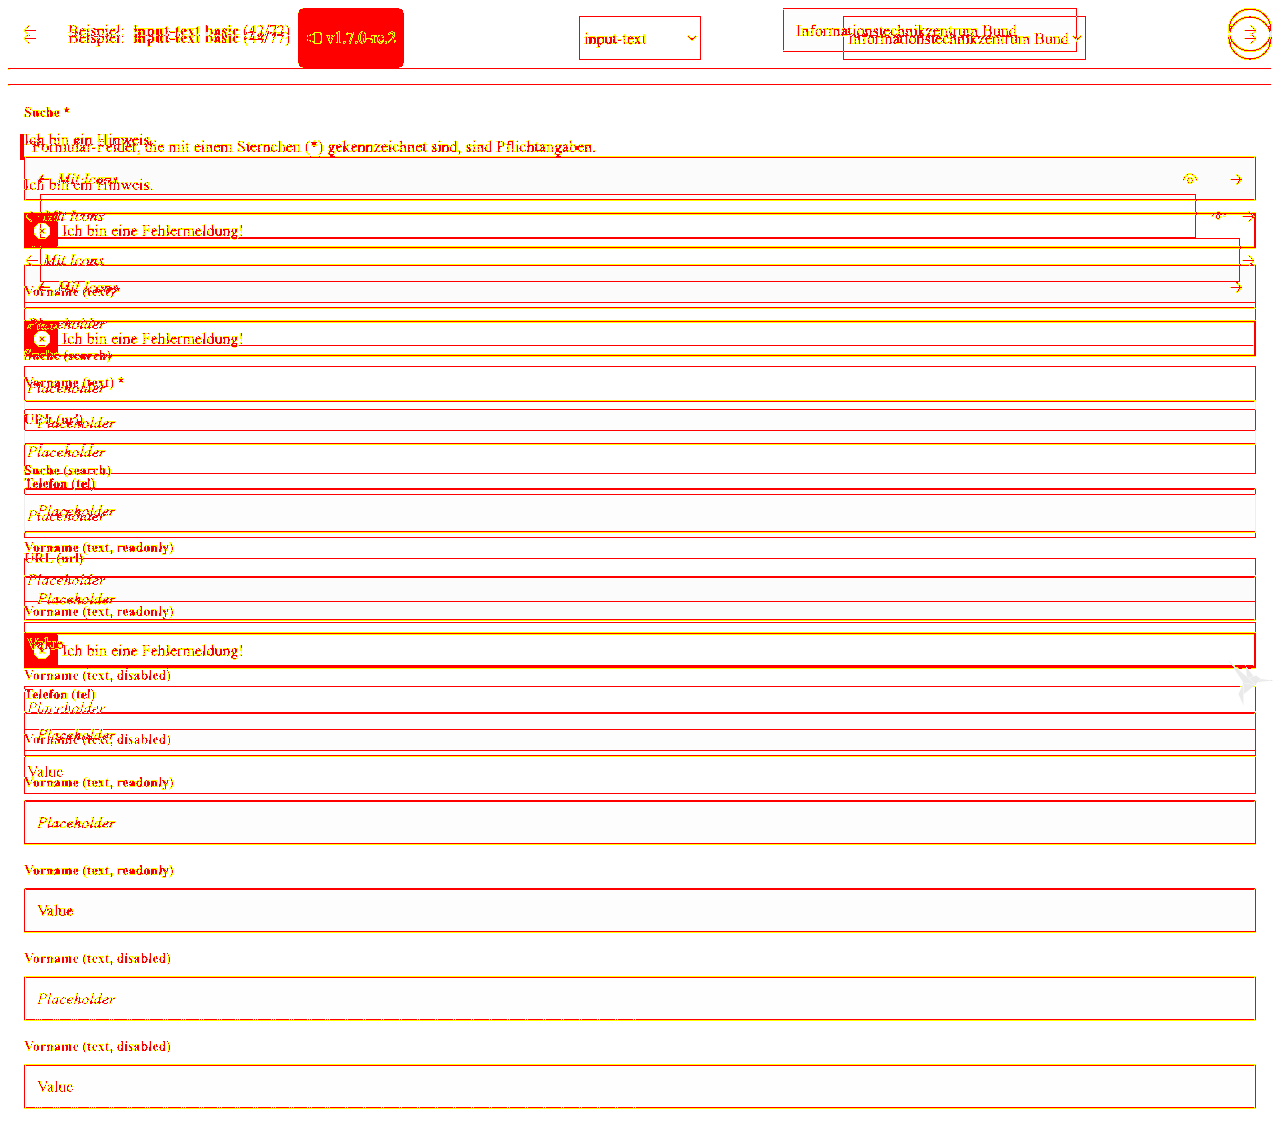 Beispiel: input-text basic
v1.7.0-rc.2
input-text
Informationstechnikzentrum Bund
Informationstechnikzentrum Bund
Suche *
Ich bin ein Hinweis.
Formular-Felder, die mit einem Sternchen (*) gekennzeichnet sind, sind Pflichtangaben.
Mit Icons
Ich bin ein Hinweis.
Mit Icons
Ich bin eine Fehlermeldung!
Mit Icons
Mit Icons
Vorname (text)
Placeholder
Ich bin eine Fehlermeldung!
Suche (search)
Vorname (text) *
Placeholder
URL (url)
Placeholder
Placeholder
Suche (search)
Telefon (tel)
Placeholder
Placeholder
Vorname (text, readonly)
URL (url)
Placeholder
Placeholder
Vorname (text, readonly)
Value
Ich bin eine Fehlermeldung!
Vorname (text, disabled)
Telefon (tel)
Placeholder
Placeholder
Vorname (text, disabled)
Value
Vorname (text, readonly)
Placeholder
Vorname (text, readonly)
Value
Vorname (text, disabled)
Placeholder
Vorname (text, disabled)
Value